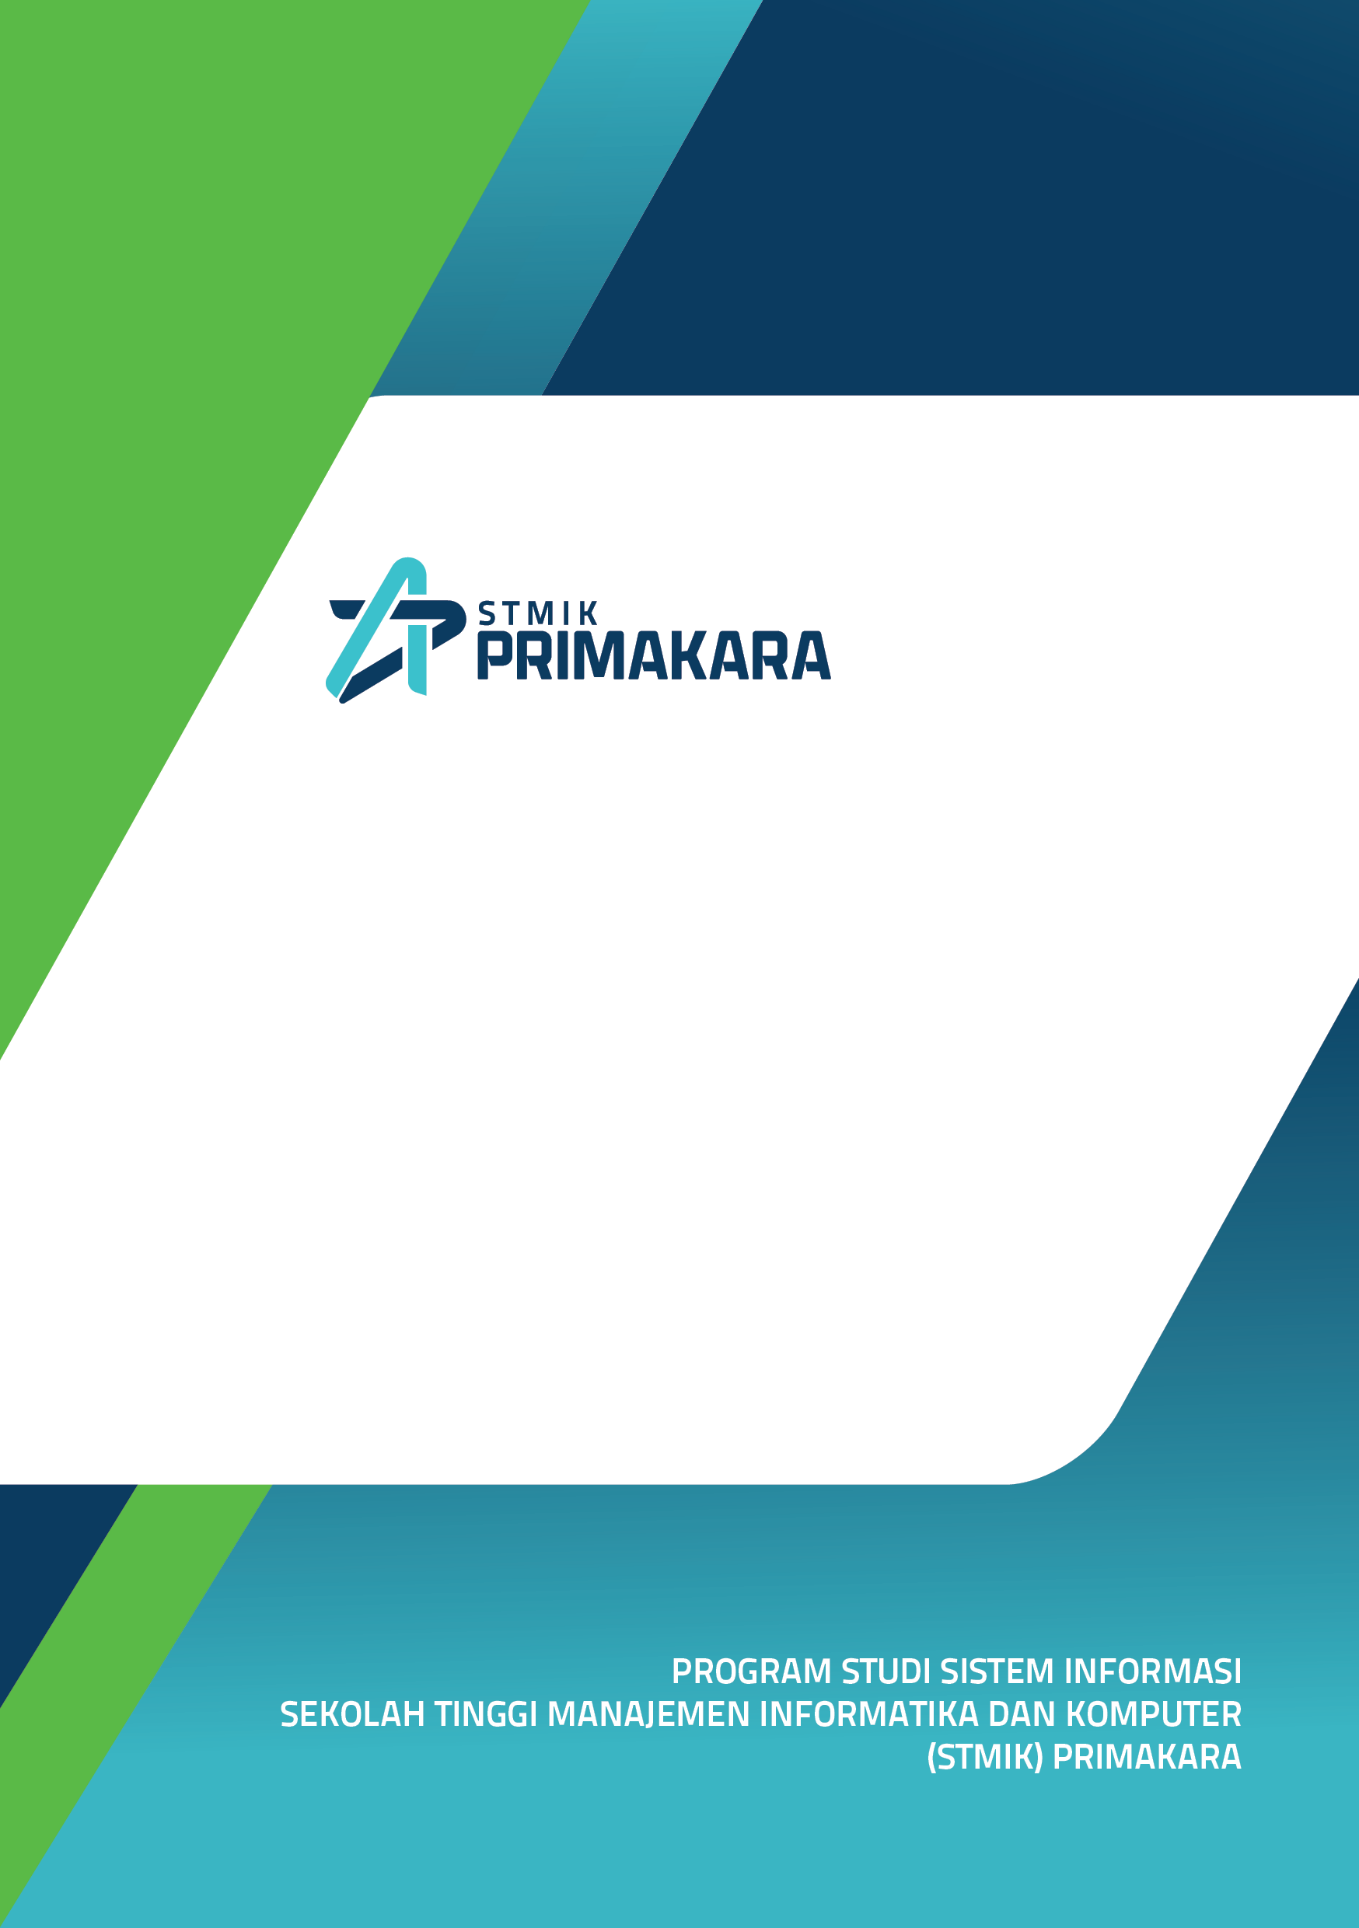 STMIK
PRIMAKARA
PROGRAM STUDI SISTEM INFORMASI
SEKOLAH TINGGI MANAJEMEN INFORMATIKA DAN KOMPUTER
(STMIK) PRIMAKARA